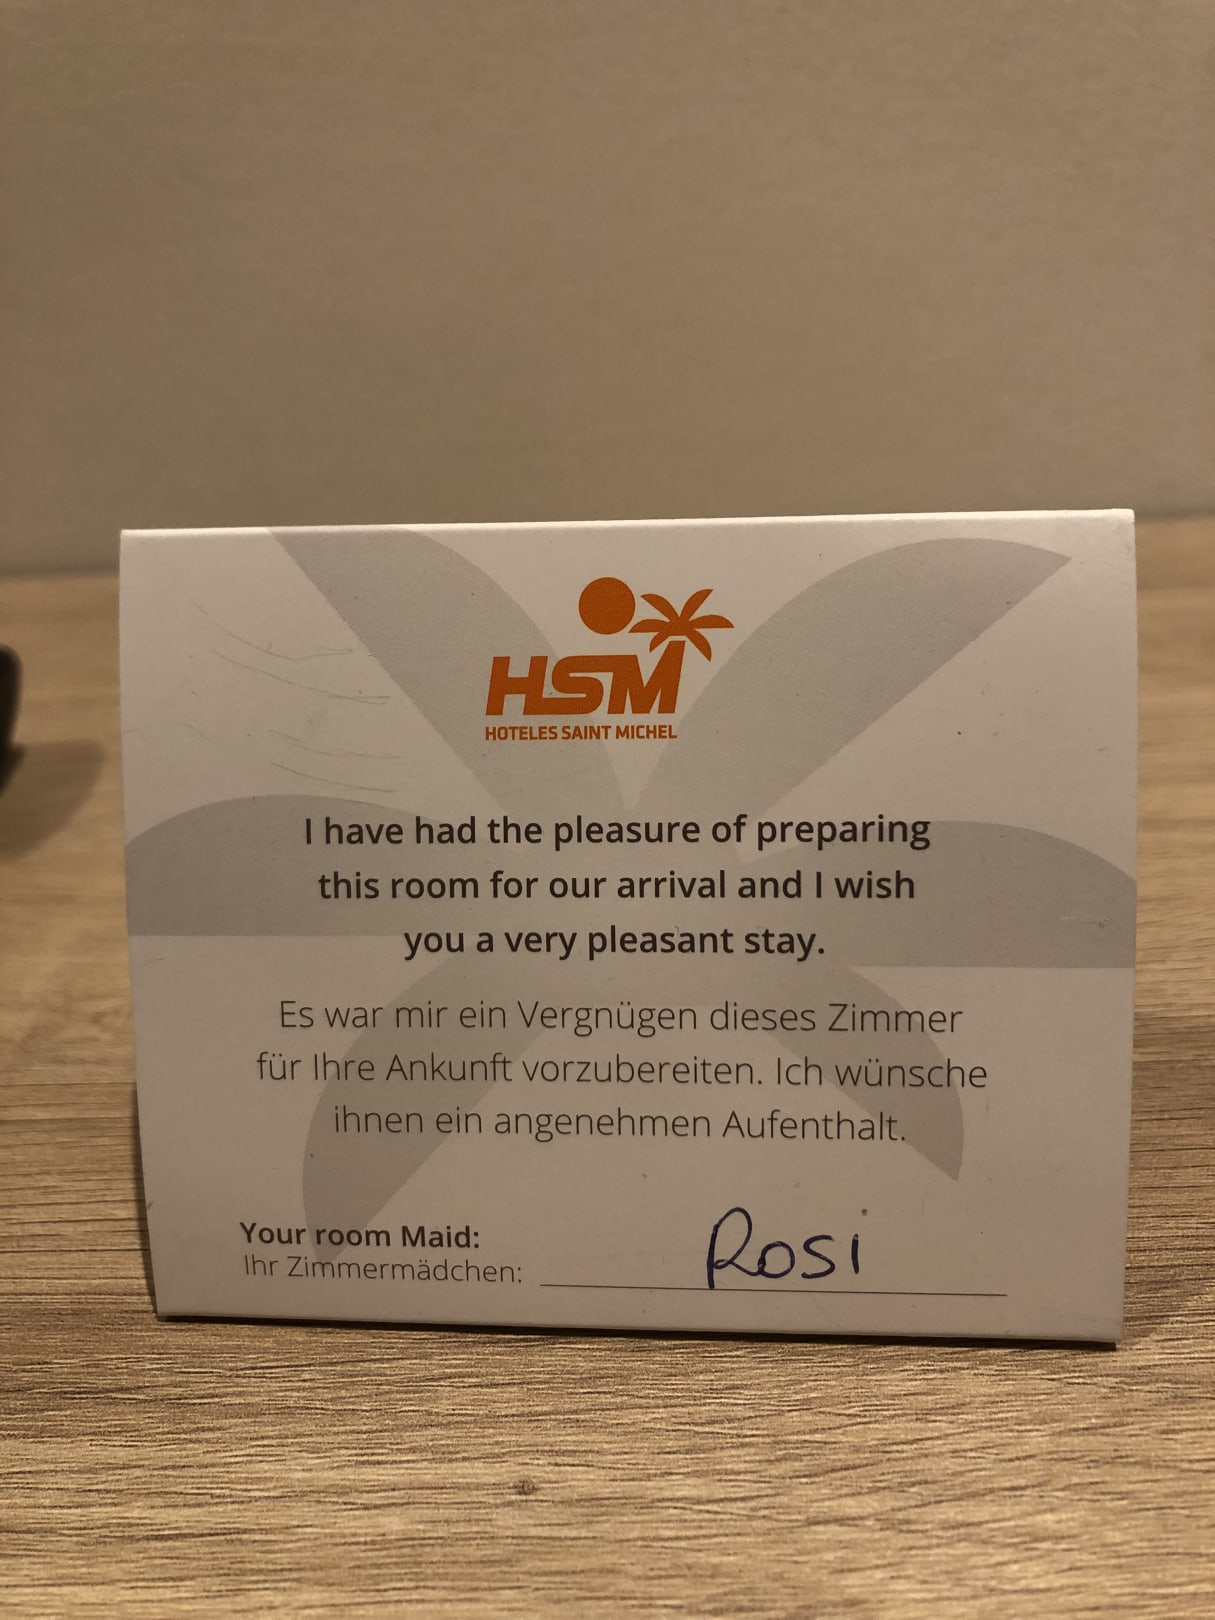 HSM
HOTELES SAINT MICHEL
I have had the pleasure of preparing
this room for our arrival and I wish
you a very pleasant stay.
Es war mir ein Vergnügen dieses Zimmer
für Ihre Ankunft vorzubereiten. Ich wünsche
ihnen ein angenehmen Aufenthalt.
Your room Maid:
Ihr Zimmermädchen: Rosi